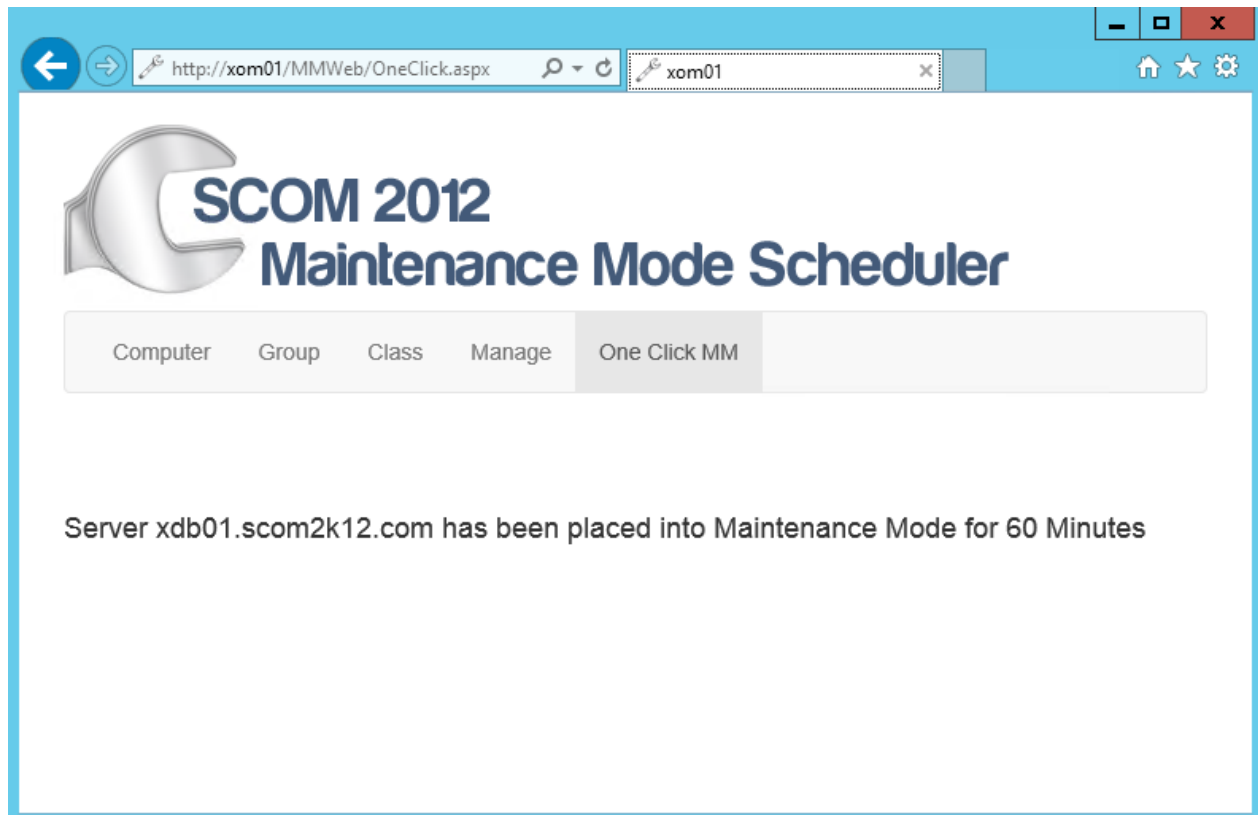 http://xom01/MMWeb/OneClick.aspx
xom01
SCOM 2012
Maintenance Mode Scheduler
Computer Group Class Manage One Click MM
Server xdb01.scom2k12.com has been placed into Maintenance Mode for 60 Minutes